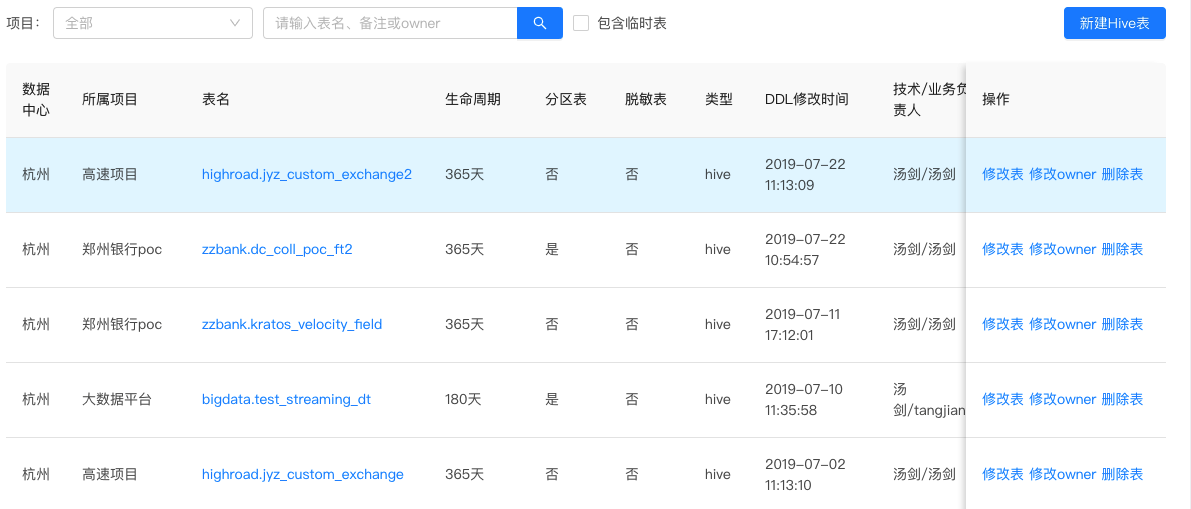 项目： 全部 请输入表名、备注或owner 包含临时表 新建Hive表
数据中心 所属项目 表名 生命周期 分区表 脱敏表 类型 DDL修改时间 技术/业务负责人 操作
杭州 高速项目 highroad.jyz_custom_exchange2 365天 否 否 hive 2019-07-22 11:13:09 汤剑/汤剑 修改表 修改owner 删除表
杭州 郑州银行poc zzbank.dc_coll_poc_ft2 365天 是 否 hive 2019-07-22 10:54:57 汤剑/汤剑 修改表 修改owner 删除表
杭州 郑州银行poc zzbank.kratos_velocity_field 365天 否 否 hive 2019-07-11 17:12:01 汤剑/汤剑 修改表 修改owner 删除表
杭州 大数据平台 bigdata.test_streaming_dt 180天 是 否 hive 2019-07-10 11:35:58 汤剑/tangjian 修改表 修改owner 删除表
杭州 高速项目 highroad.jyz_custom_exchange 365天 否 否 hive 2019-07-02 11:13:10 汤剑/汤剑 修改表 修改owner 删除表